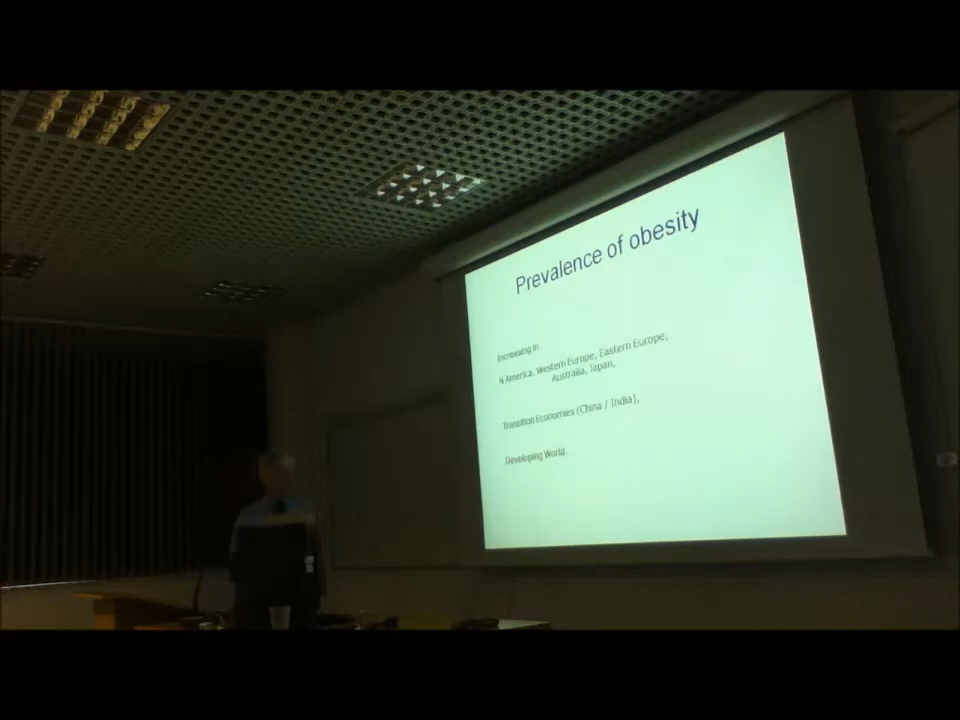 Prevalence of obesity
Increasing in.
N America, Western Europe, Eastern Europe,
Australia, Japan,
Transition Economies (China / India),
Developing World.